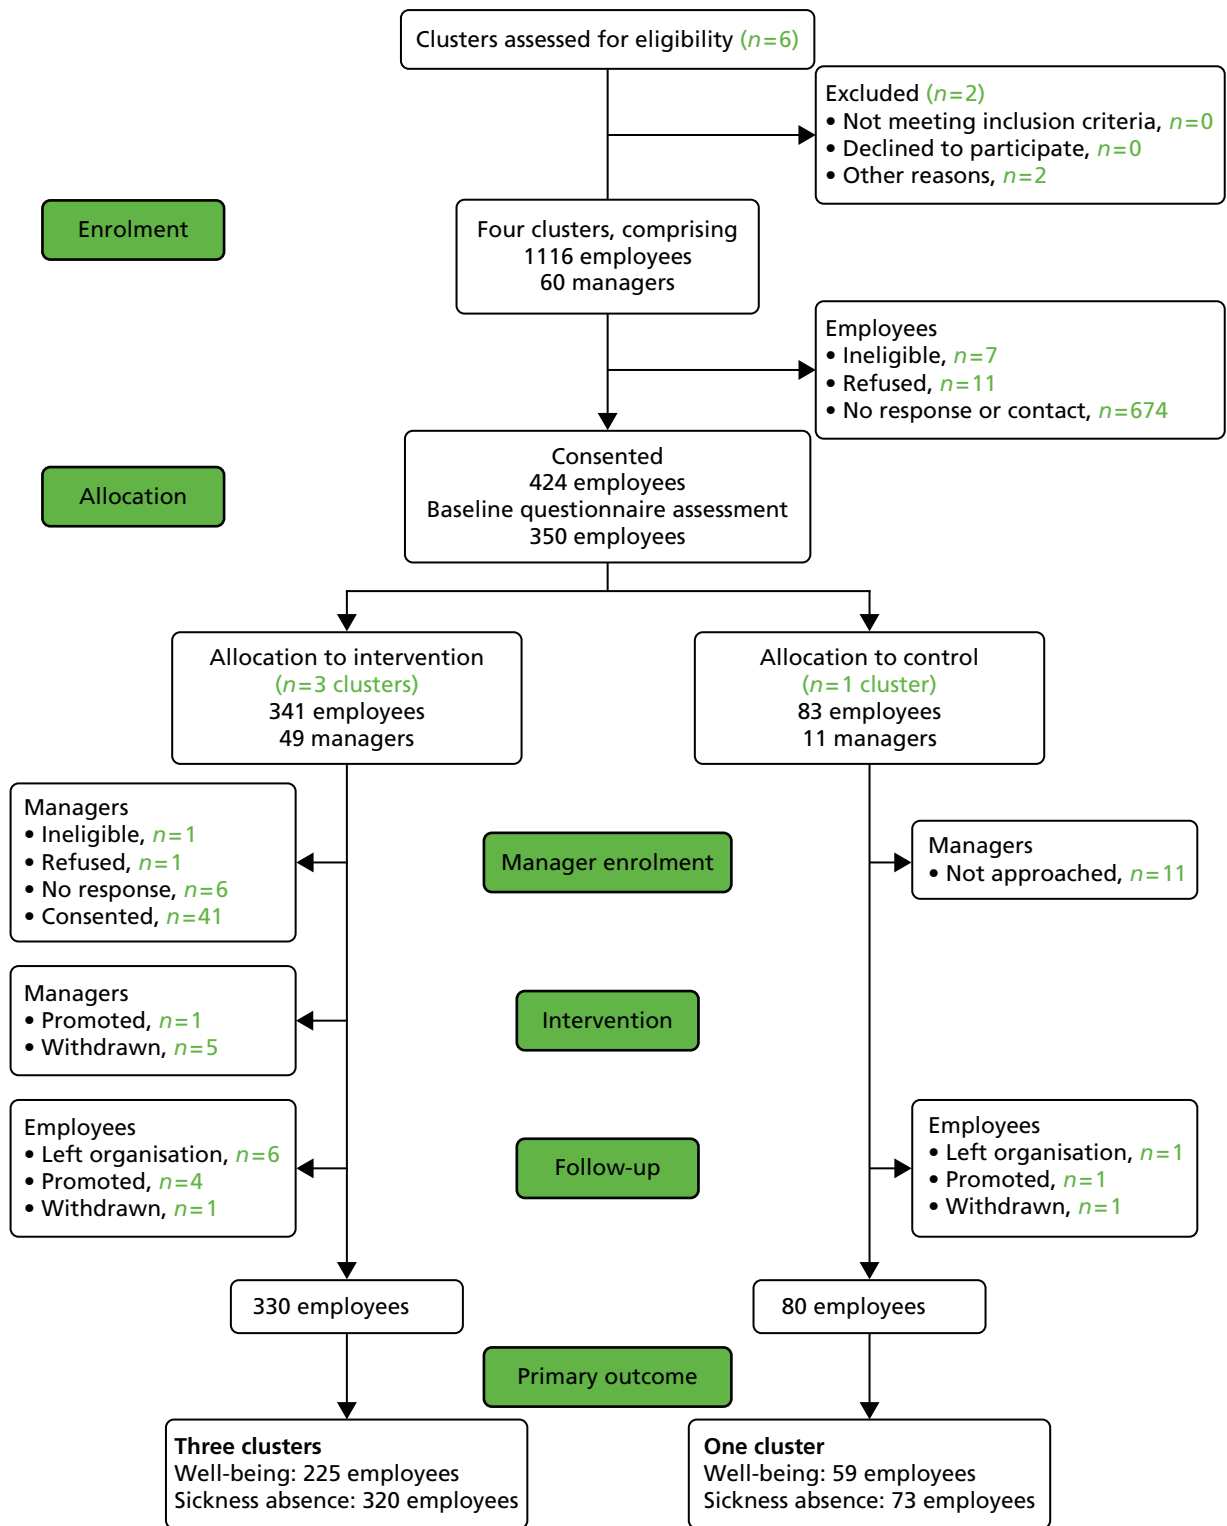 Clusters assessed for eligibility (n=6)
Excluded (n=2)
• Not meeting inclusion criteria, n=0
• Declined to participate, n=0
• Other reasons, n=2
Enrolment
Four clusters, comprising
1116 employees
60 managers
Employees
• Ineligible, n=7
• Refused, n=11
• No response or contact, n=674
Allocation
Consented
424 employees
Baseline questionnaire assessment
350 employees
Allocation to intervention
(n=3 clusters)
341 employees
49 managers
Allocation to control
(n=1 cluster)
83 employees
11 managers
Managers
• Ineligible, n=1
• Refused, n=1
• No response, n=6
• Consented, n=41
Manager enrolment
Managers
• Not approached, n=11
Managers
• Promoted, n=1
• Withdrawn, n=5
Intervention
Employees
• Left organisation, n=6
• Promoted, n=4
• Withdrawn, n=1
Follow-up
Employees
• Left organisation, n=1
• Promoted, n=1
• Withdrawn, n=1
330 employees
80 employees
Primary outcome
Three clusters
Well-being: 225 employees
Sickness absence: 320 employees
One cluster
Well-being: 59 employees
Sickness absence: 73 employees